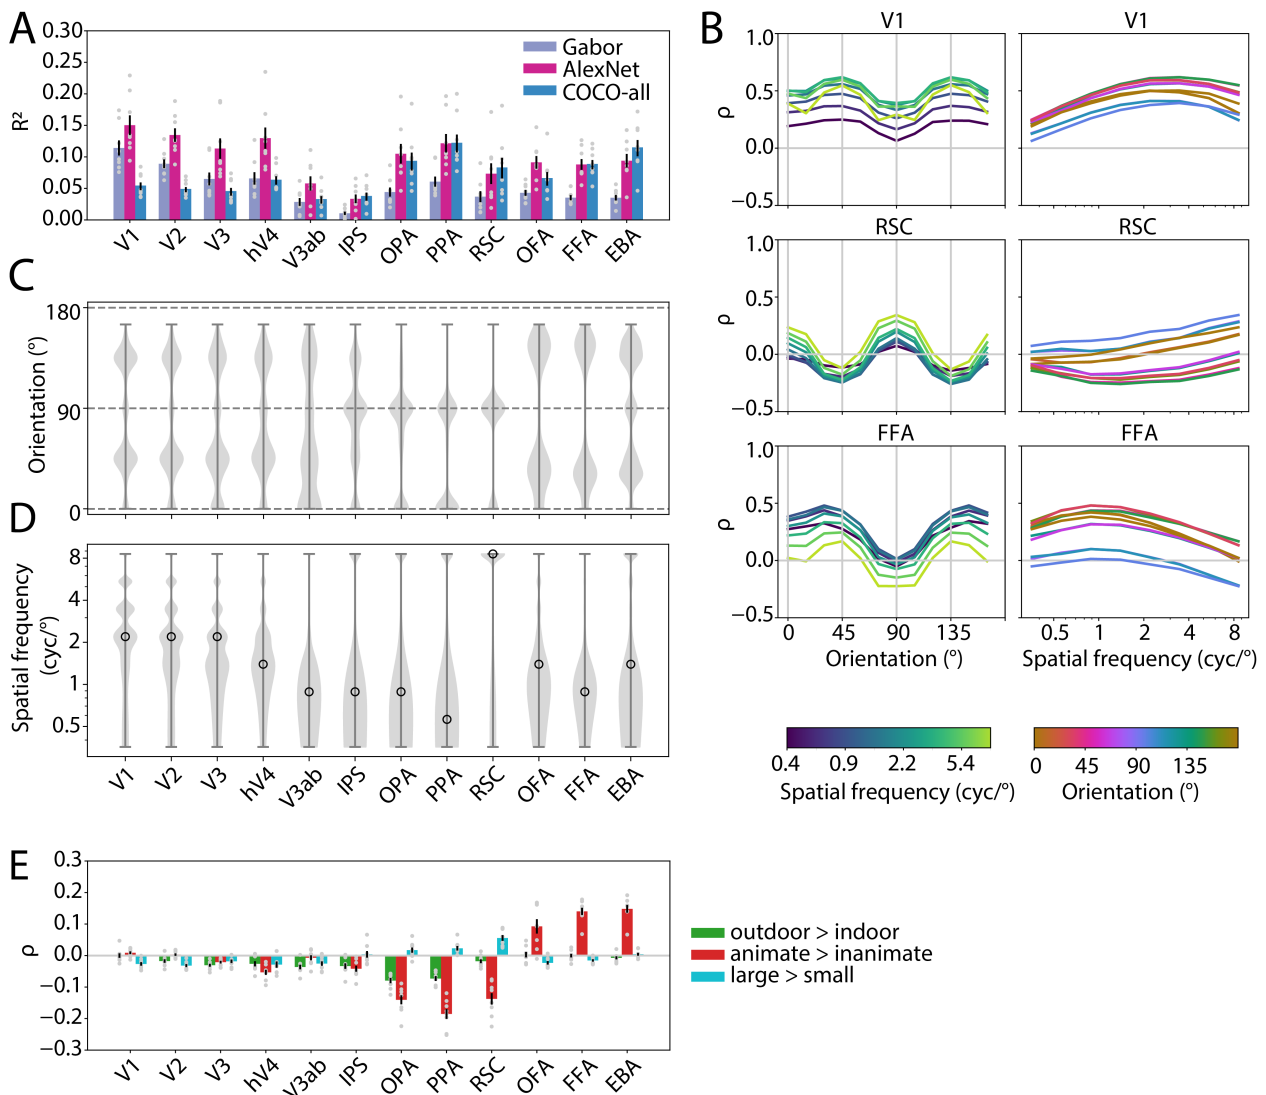 A
0.30
0.25
0.20
0.15
0.10
0.05
0.00
R²
Gabor
AlexNet
COCO-all
V1
V2
V3
hV4
V3ab
IPS
OPA
PPA
RSC
OFA
FFA
EBA
B
V1
V1
1.0
0.5
0.0
−0.5
ρ
RSC
RSC
1.0
0.5
0.0
−0.5
ρ
FFA
FFA
1.0
0.5
0.0
−0.5
ρ
0
45
90
135
Orientation (°)
0.5
1
2
4
8
Spatial frequency (cyc/°)
0.4
0.9
2.2
5.4
Spatial frequency (cyc/°)
0
45
90
135
Orientation (°)
C
180
90
0
Orientation (°)
D
8
4
2
1
0.5
Spatial frequency
(cyc/°)
V1
V2
V3
hV4
V3ab
IPS
OPA
PPA
RSC
OFA
FFA
EBA
E
0.3
0.2
0.1
0.0
−0.1
−0.2
−0.3
ρ
V1
V2
V3
hV4
V3ab
IPS
OPA
PPA
RSC
OFA
FFA
EBA
outdoor > indoor
animate > inanimate
large > small